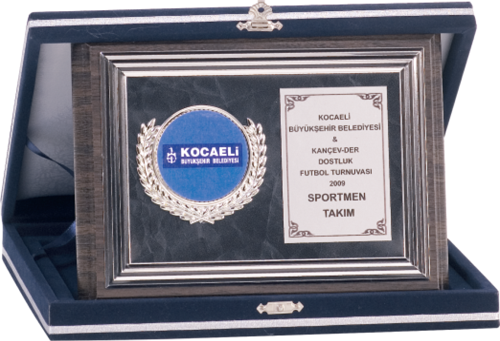 KOCAELİ
BÜYÜKŞEHİR BELEDİYESİ
KOCAELİ
BÜYÜKŞEHİR BELEDİYESİ
&
KANÇEV-DER
DOSTLUK
FUTBOL TURNUVASI
2009
SPORTMEN
TAKIM